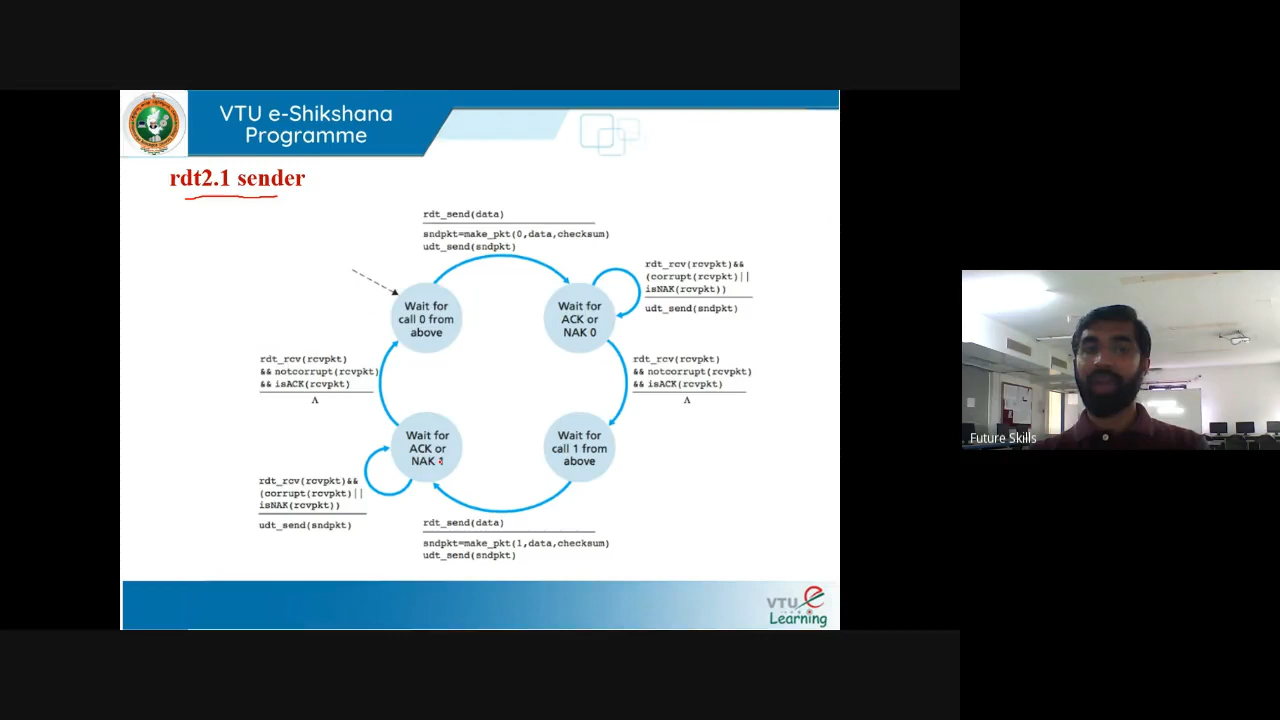 VTU e-Shikshana
Programme
rdt2.1 sender
rdt_send(data)
sndpkt=make_pkt(0,data,checksum)
udt_send(sndpkt)
rdt_rcv(rcvpkt)&&
(corrupt(rcvpkt)||
isNAK(rcvpkt))
udt_send(sndpkt)
Wait for
call 0 from
above
Wait for
ACK or
NAK 0
rdt_rcv(rcvpkt)
&& notcorrupt(rcvpkt)
&& isACK(rcvpkt)
Λ
rdt_rcv(rcvpkt)
&& notcorrupt(rcvpkt)
&& isACK(rcvpkt)
Λ
Wait for
ACK or
NAK 1
Wait for
call 1 from
above
rdt_rcv(rcvpkt)&&
(corrupt(rcvpkt)||
isNAK(rcvpkt))
udt_send(sndpkt)
rdt_send(data)
sndpkt=make_pkt(1,data,checksum)
udt_send(sndpkt)
VTU e
Learning
Future Skills